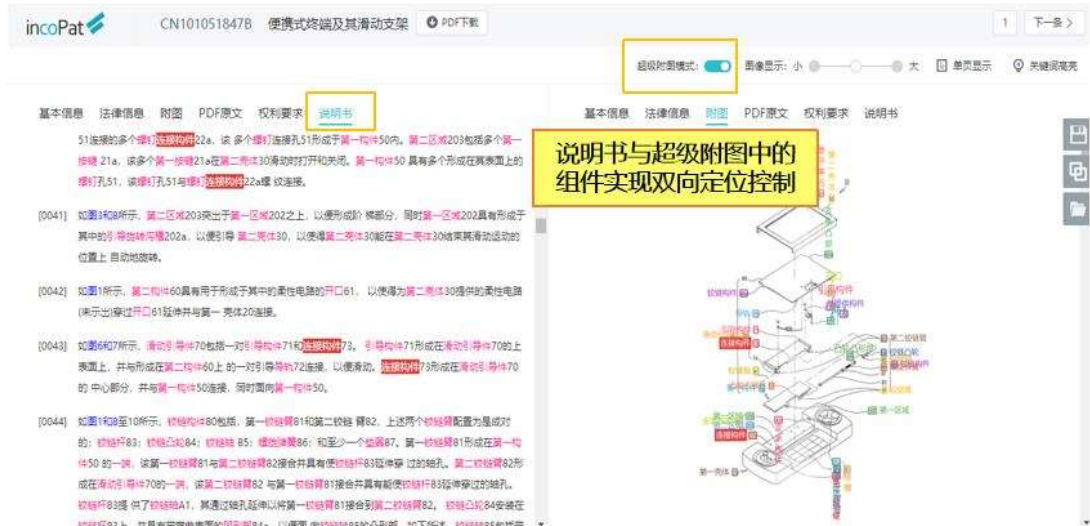 incoPat
CN101051847B 便携式终端及其滑动支架 PDF下载
1 下一条 >
超级附图模式: 图像显示: 小 大 单页显示 关键词高亮
基本信息 法律信息 附图 PDF原文 权利要求 说明书
51连接的多个螺钉连接构件22a。该 多个螺钉连接孔51形成于第一构件50内。第二区域203包括多个第一
按键 21a，该多个第一按键21a在第二壳体30滑动时打开和关闭。第一构件50 具有多个形成在其表面上的
螺钉孔51，该螺钉孔51与螺钉连接构件22a螺 纹连接。
[0041] 如图3和8所示，第二区域203突出于第一区域202之上，以便形成阶 梯部分，同时第一区域202具有形成于
其中的引导旋转沟槽202a，以便引导 第二壳体30，以使得第二壳体30能在第二壳体30结束其滑动运动的
位置上 自动地旋转。
[0042] 如图1所示，第二构件60具有用于形成于其中的柔性电路的开口61， 以使得为第二壳体30提供的柔性电路
(未示出)穿过开口61延伸并与第一 壳体20连接。
[0043] 如图6和7所示，滑动引导件70包括一对引导构件71和连接构件73。 引导构件71形成在滑动引导件70的上
表面上，并与形成在第二构件60上 的一对引导导轨72连接，以便滑动。连接构件73形成在滑动引导件70
的 中心部分，并与第一构件50连接，同时面向第一构件50。
[0044] 如图1和8至10所示，铰链构件80包括，第一铰链臂81和第二铰链 臂82，上述两个铰链臂配置为是成对
的；铰链杆83；铰链凸轮84；铰链轴 85；螺旋弹簧86；和至少一个垫圈87。第一铰链臂81形成在第一构
件50 的一端，该第一铰链臂81与第二铰链臂82接合并具有使铰链杆83延伸穿 过的轴孔。第二铰链臂82形
成在滑动引导件70的一端，该第二铰链臂82 与第一铰链臂81接合并具有能使铰链杆83延伸穿过的轴孔。
铰链杆83提 供了铰链轴A1，其通过轴孔延伸以将第一铰链臂81接合到第二铰链臂82。 铰链凸轮84安装在
基本信息 法律信息 附图 PDF原文 权利要求 说明书
说明书与超级附图中的
组件实现双向定位控制
铰链构件
连接构件
第二铰链臂
铰链凸轮
第一区域
连接构件
第一壳体